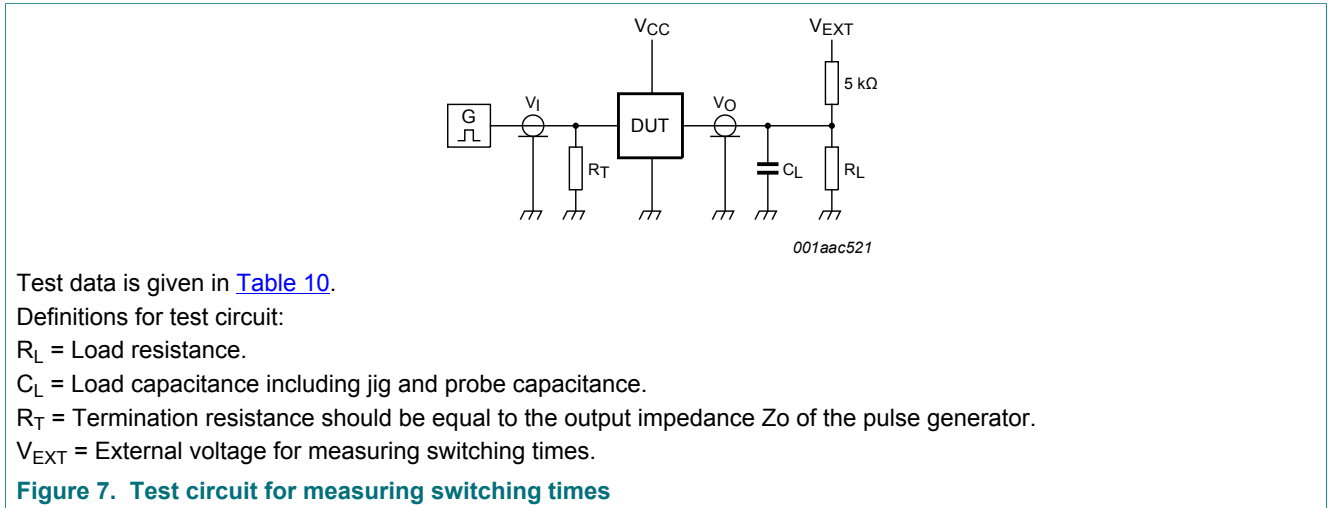 VCC
VEXT
5 kΩ
G
VI
DUT
VO
RT
CL
RL
001aac521
Test data is given in Table 10.
Definitions for test circuit:
RL = Load resistance.
CL = Load capacitance including jig and probe capacitance.
RT = Termination resistance should be equal to the output impedance Zo of the pulse generator.
VEXT = External voltage for measuring switching times.
Figure 7. Test circuit for measuring switching times